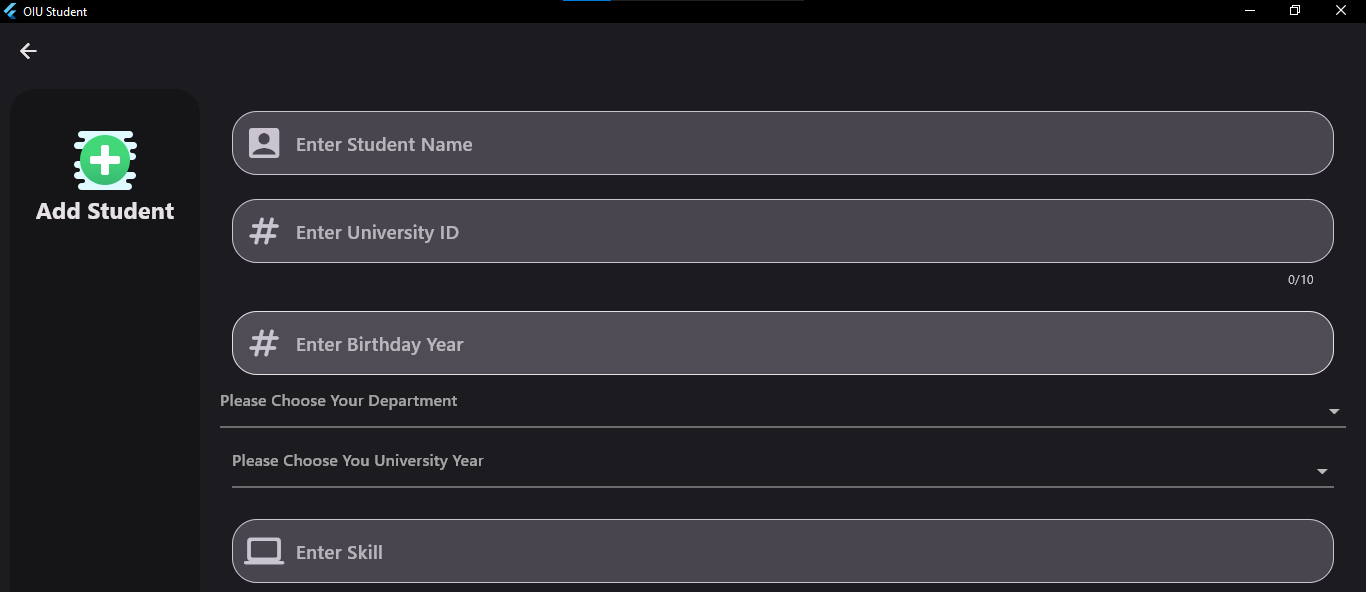 OIU Student
Add Student
Enter Student Name
Enter University ID
0/10
Enter Birthday Year
Please Choose Your Department
Please Choose You University Year
Enter Skill